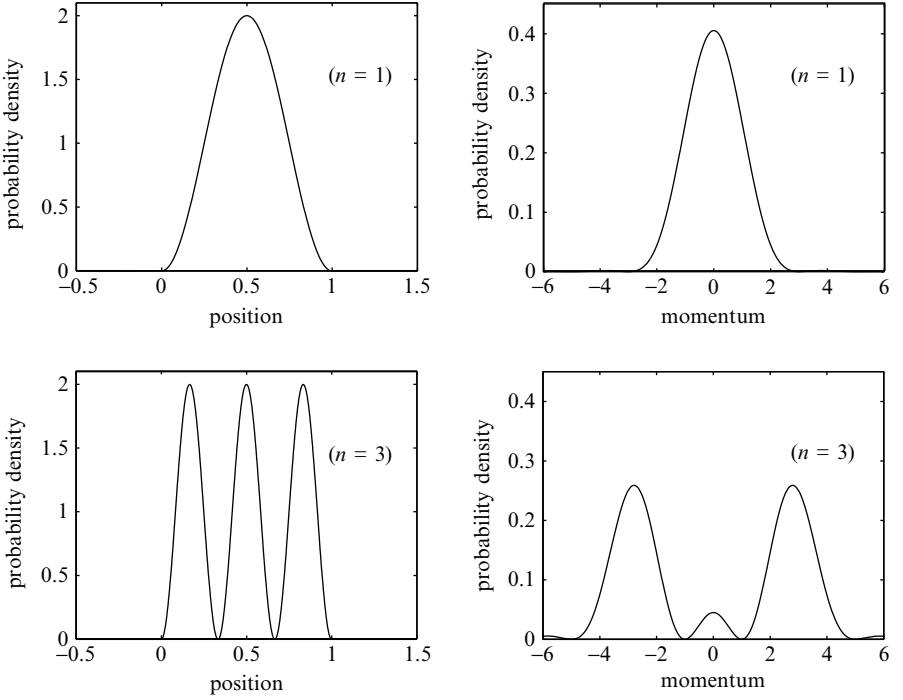 probability density
2
1.5
1
0.5
0
(n = 1)
−0.5 0 0.5 1 1.5
position
probability density
0.4
0.3
0.2
0.1
0
(n = 1)
−6 −4 −2 0 2 4 6
momentum
probability density
2
1.5
1
0.5
0
(n = 3)
−0.5 0 0.5 1 1.5
position
probability density
0.4
0.3
0.2
0.1
0
(n = 3)
−6 −4 −2 0 2 4 6
momentum